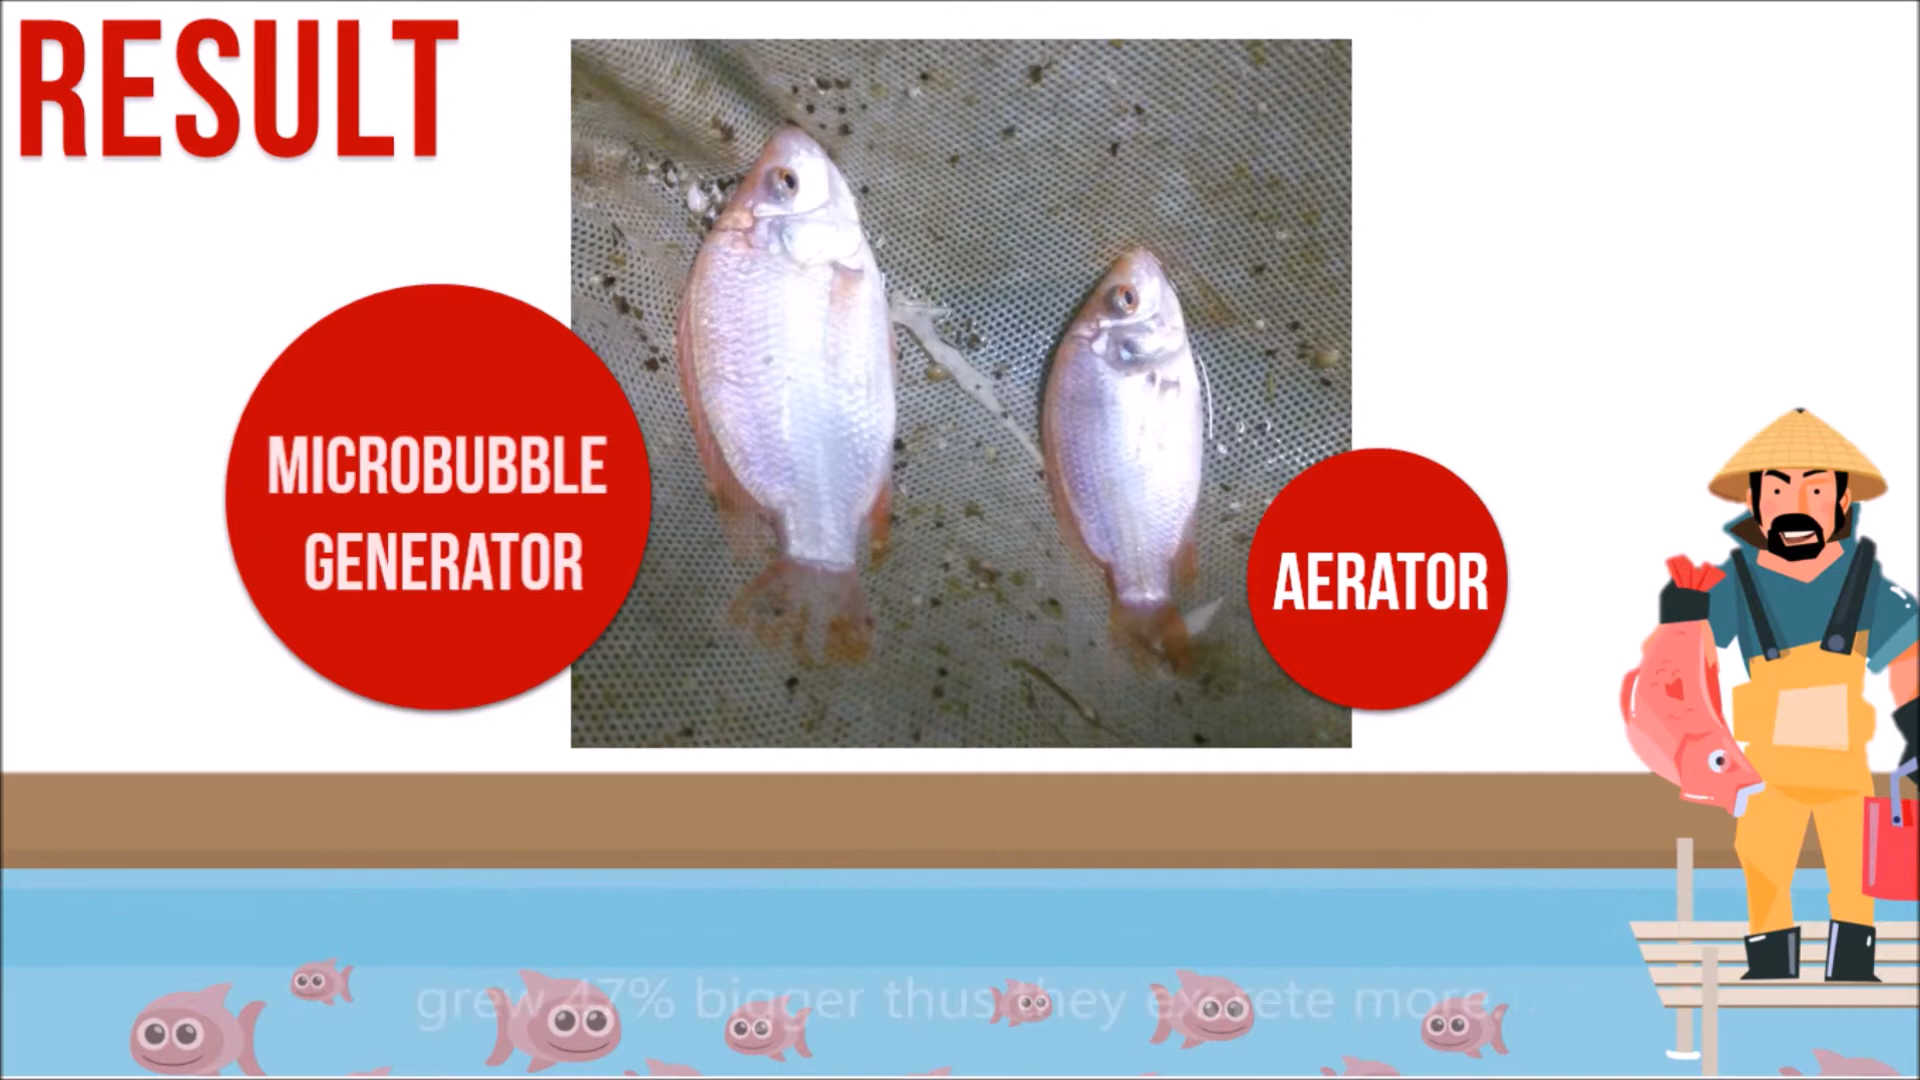 RESULT
MICROBUBBLE
GENERATOR
AERATOR
grew 47% bigger thus they excrete more...